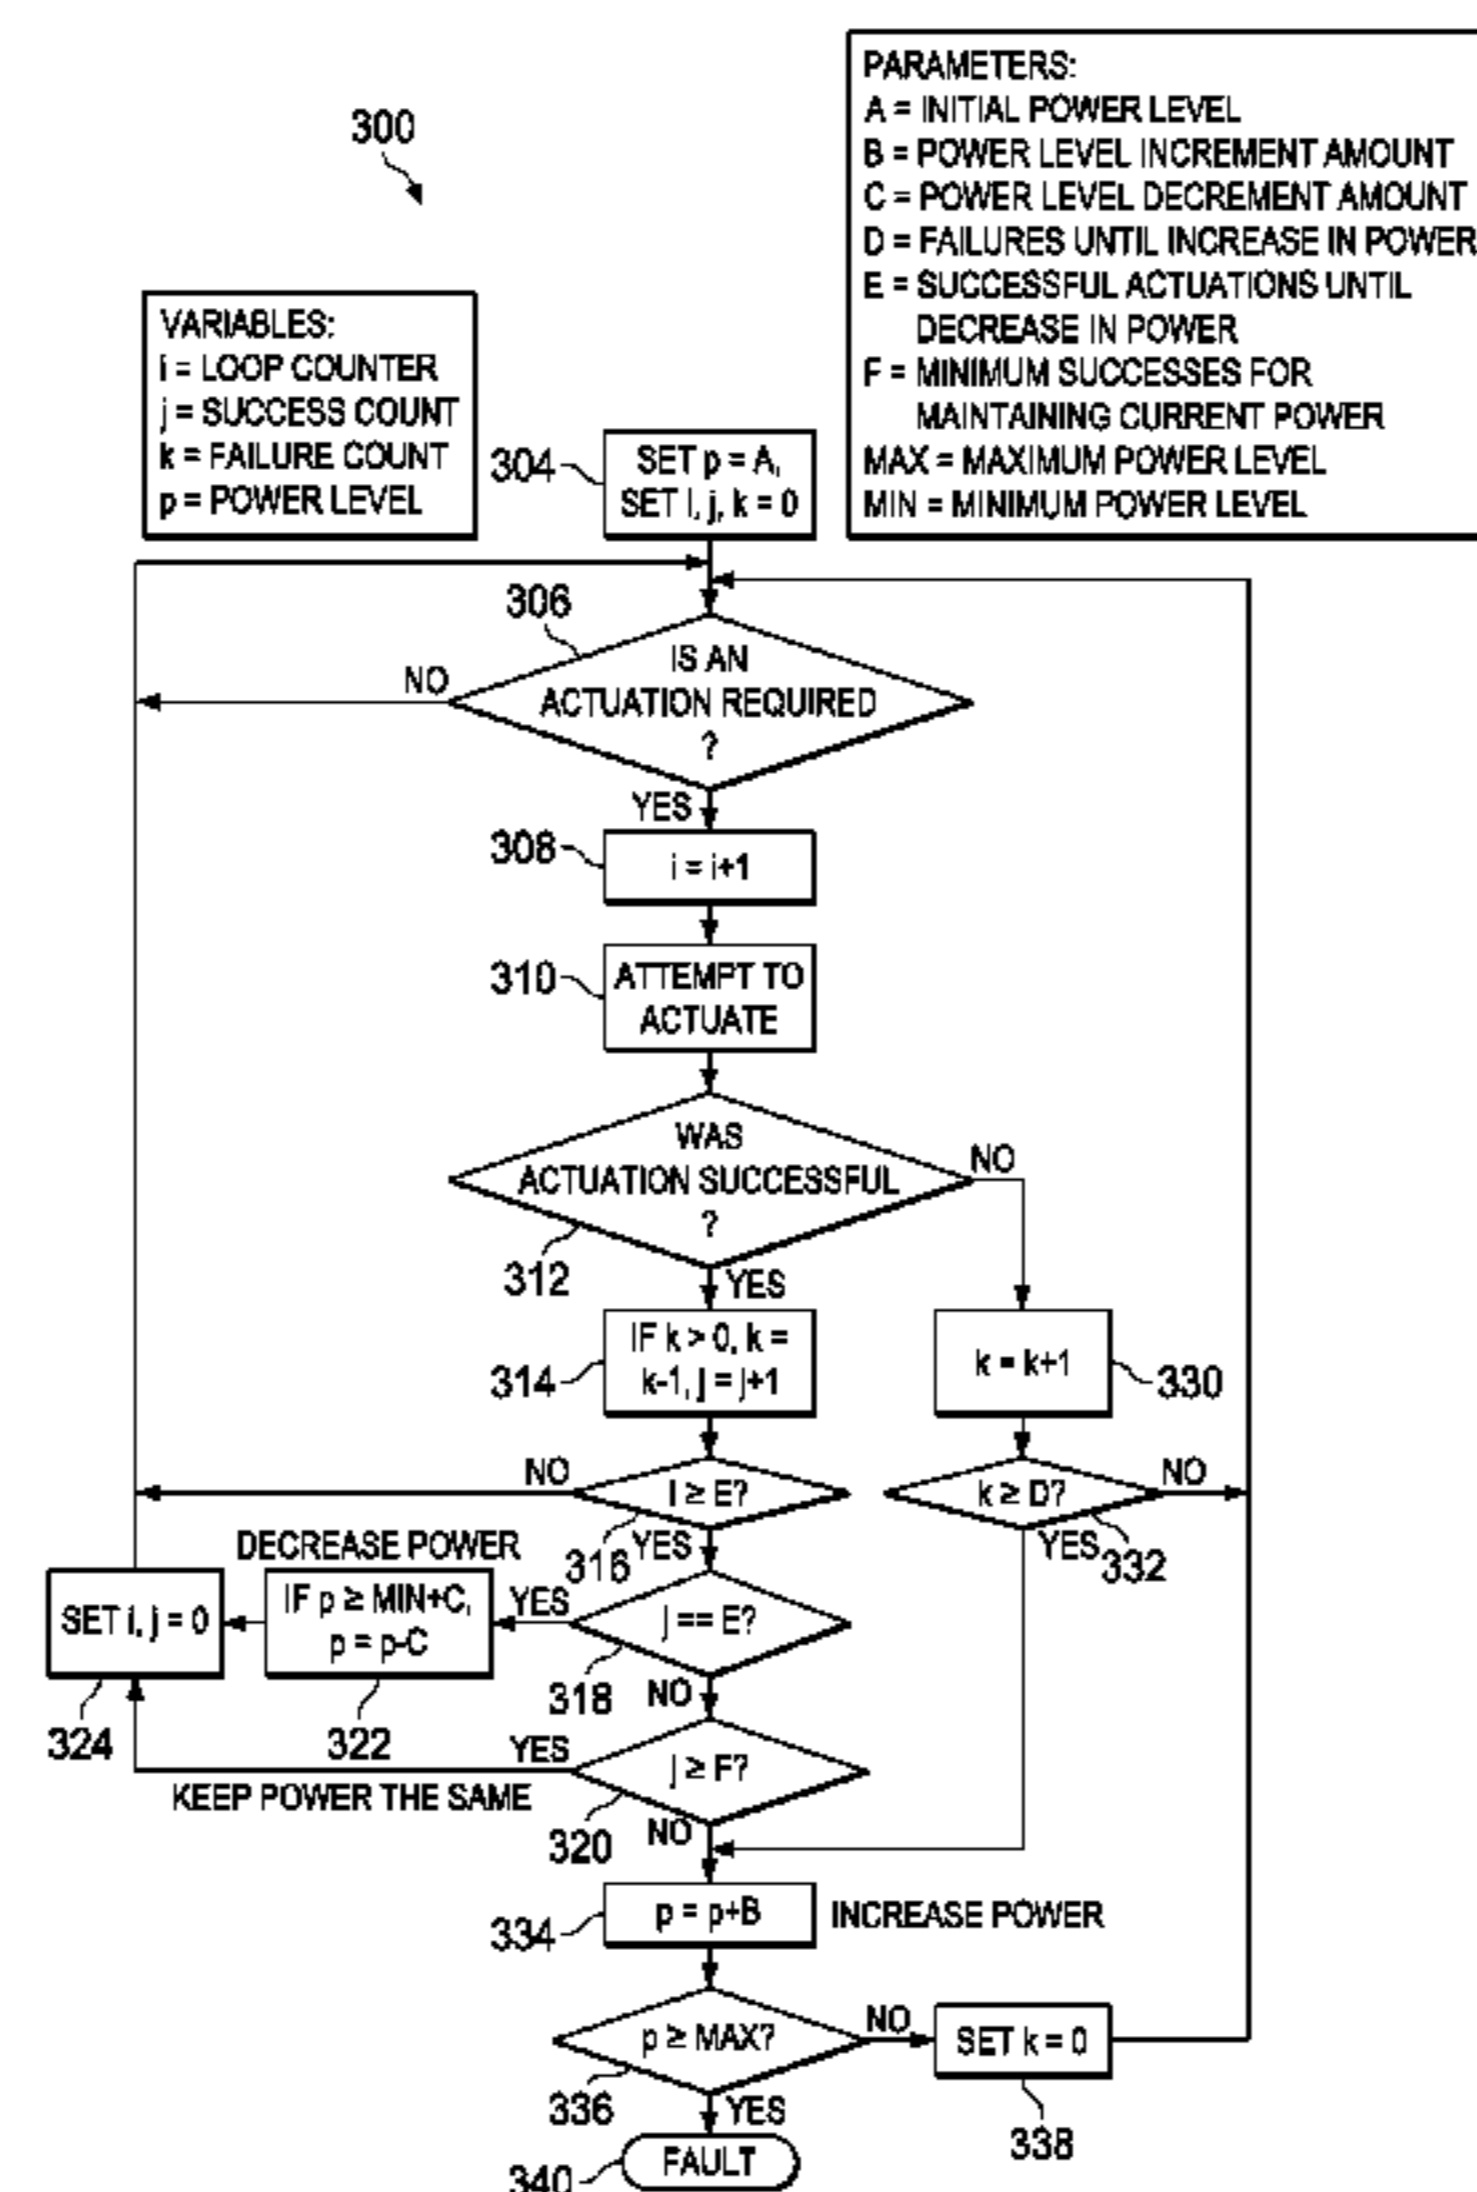 300
VARIABLES:
i = LOOP COUNTER
j = SUCCESS COUNT
k = FAILURE COUNT
p = POWER LEVEL
PARAMETERS:
A = INITIAL POWER LEVEL
B = POWER LEVEL INCREMENT AMOUNT
C = POWER LEVEL DECREMENT AMOUNT
D = FAILURES UNTIL INCREASE IN POWER
E = SUCCESSFUL ACTUATIONS UNTIL
DECREASE IN POWER
F = MINIMUM SUCCESSES FOR
MAINTAINING CURRENT POWER
MAX = MAXIMUM POWER LEVEL
MIN = MINIMUM POWER LEVEL
304
SET p = A,
SET i, j, k = 0
306
IS AN
ACTUATION REQUIRED
?
NO
YES
308
i = i+1
310
ATTEMPT TO
ACTUATE
WAS
ACTUATION SUCCESSFUL
?
312
NO
YES
314
IF k > 0, k =
k-1, j = j+1
k = k+1
330
NO
i ≥ E?
316
YES
k ≥ D?
NO
YES
332
DECREASE POWER
SET i, j = 0
324
IF p ≥ MIN+C,
p = p-C
322
YES
j == E?
318
NO
YES
j ≥ F?
KEEP POWER THE SAME
320
NO
334
p = p+B
INCREASE POWER
p ≥ MAX?
336
NO
SET k = 0
338
YES
340
FAULT